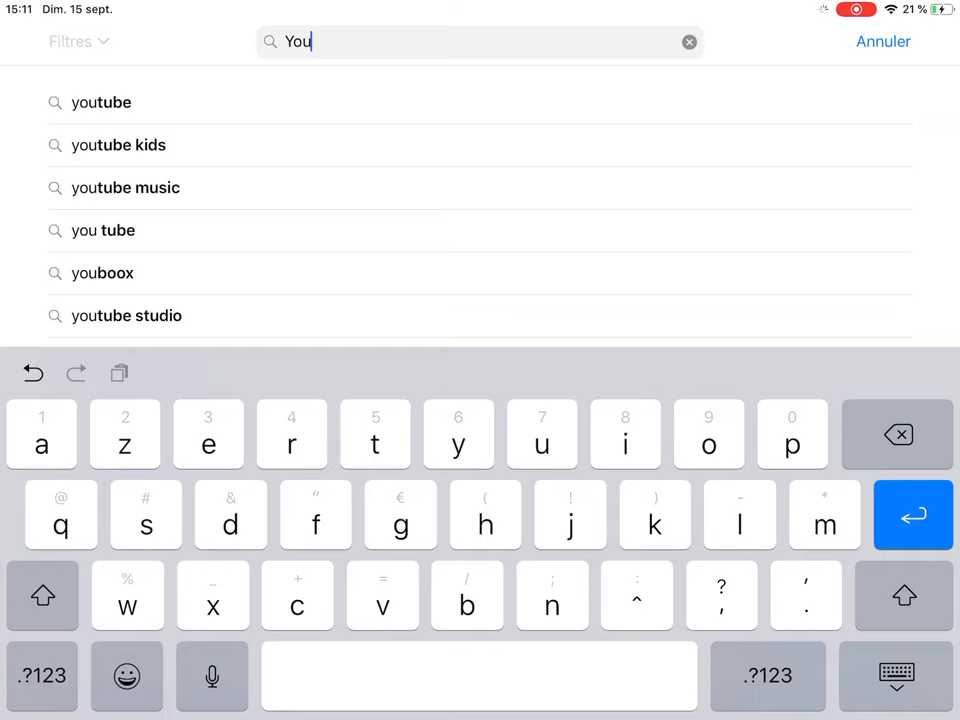 15:11 Dim. 15 sept. 21 %
Filtres You Annuler
youtube
youtube kids
youtube music
you tube
youboox
youtube studio
1 2 3 4 5 6 7 8 9 0
a z e r t y u i o p
@ # & " € ( ! ) - *
q s d f g h j k l m
% _ + = / ; : ? '
w x c v b n ^ , .
.?123 .?123